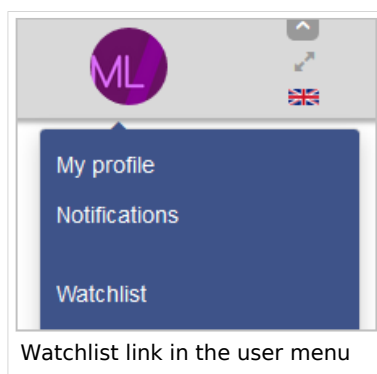 ML
My profile
Notifications
Watchlist
Watchlist link in the user menu